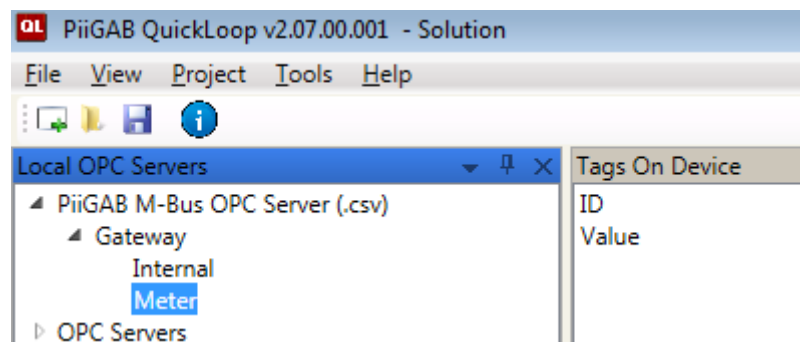 QL PiiGAB QuickLoop v2.07.00.001 - Solution
File View Project Tools Help
Local OPC Servers
Tags On Device
PiiGAB M-Bus OPC Server (.csv)
ID
Gateway
Value
Internal
Meter
OPC Servers